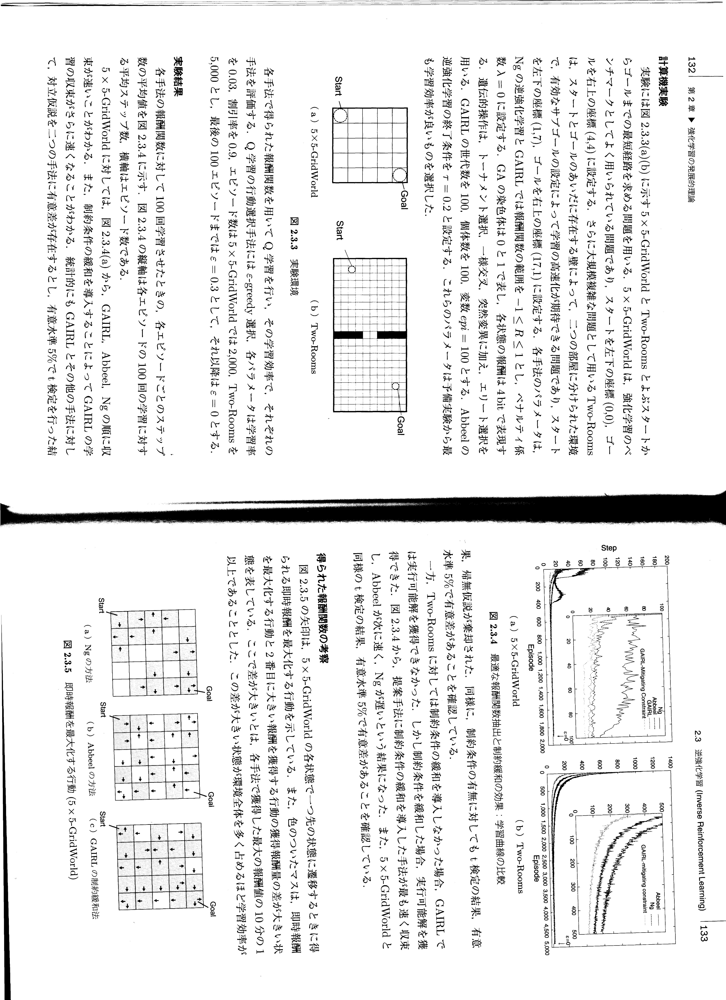 132 第2章 ▶ 強化学習の発展的理論
計算機実験
実験には図 2.3.3(a)(b) に示す 5 × 5-GridWorld と Two-Rooms とよぶスタートか
らゴールまでの最短経路を求める問題を用いる．5 × 5-GridWorld は，強化学習のベ
ンチマークとしてよく用いられている問題であり，スタートを左下の座標 (0,0)，ゴー
ルを右上の座標 (4,4) に設定する．さらに大規模複雑な問題として用いる Two-Rooms
は，スタートとゴールのあいだに存在する壁によって，二つの部屋に分けられた環境
で，有効なサブゴールの設定によって学習の高速化が期待できる問題であり，スタート
を左下の座標 (1,7)，ゴールを右上の座標 (17,1) に設定する．各手法のパラメータは，
Ng の逆強化学習と GAIRL では報酬関数の範囲を −1 ≤ R ≤ 1 とし，ペナルティ係
数 λ = 0 に設定する．GA の染色体は 0 と 1 で表し，各状態の報酬は 4 bit で表現す
る．遺伝的操作は，トーナメント選択，一様交叉，突然変異に加え，エリート選択を
用いる．GAIRL の世代数を 100，個体数を 100，変数 epi = 100 とする．Abbeel の
逆強化学習の終了条件を τ = 0.2 と設定する．これらのパラメータは予備実験から最
も学習効率が良いものを選択した．
Start
Goal
(a) 5×5-GridWorld
Start
Goal
(b) Two-Rooms
図 2.3.3 実験環境
各手法で得られた報酬関数を用いて Q 学習を行い，その学習効率で，それぞれの
手法を評価する．Q 学習の行動選択手法には ε-greedy 選択，各パラメータは学習率
を 0.03，割引率を 0.9，エピソード数は 5 × 5-GridWorld では 2,000，Two-Rooms を
5,000 とし，最後の 100 エピソードまでは ε = 0.3 として，それ以降は ε = 0 とする．
実験結果
各手法の報酬関数に対して 100 回学習させたときの，各エピソードごとのステップ
数の平均値を図 2.3.4 に示す．図 2.3.4 の縦軸は各エピソードの 100 回の学習に対す
る平均ステップ数，横軸はエピソード数である．
5 × 5-GridWorld に対しては，図 2.3.4(a) から，GAIRL，Abbeel，Ng の順に収
束が速いことがわかる．また，制約条件の緩和を導入することによって GAIRL の学
習の収束がさらに速くなることがわかる．統計的にも GAIRL とその他の手法に対し
て，対立仮説を二つの手法に有意差が存在するとし，有意水準 5%で t 検定を行った結
2.3 逆強化学習 (Inverse Reinforcement Learning) 133
Step
200
180
160
140
120
100
80
60
40
20
0
0 200 400 600 800 1,000 1,200 1,400 1,600 1,800 2,000
Episode
100
80
60
40
20
0
0 20 40 60 80 100
Ng
Abbeel
GAIRL
GAIRL-Mitigating Constraint
ε=0
(a) 5×5-GridWorld
1400
1200
1000
800
600
400
200
0
0 500 1,000 1,500 2,000 2,500 3,000 3,500 4,000 4,500 5,000
Episode
500
400
300
200
100
0
0 100 200 300 400 500
Abbeel
Ng
GAIRL-mitigating constraint
ε=0
(b) Two-Rooms
図 2.3.4 最適な報酬関数抽出と制約緩和の効果：学習曲線の比較
果，帰無仮説が棄却された．同様に，制約条件の有無に対しても t 検定の結果，有意
水準 5%で有意差があることを確認している．
一方，Two-Rooms に対しては制約条件の緩和を導入しなかった場合，GAIRL で
は実行可能解を獲得できなかった．しかし制約条件を緩和した場合，実行可能解を獲
得できた．図 2.3.4 から，提案手法に制約条件の緩和を導入した手法が最も速く収束
し，Abbeel が次に速く，Ng が遅いという結果になった．また，5 × 5-GridWorld と
同様の t 検定の結果，有意水準 5%で有意差があることを確認している．
得られた報酬関数の考察
図 2.3.5 の矢印は，5 × 5-GridWorld の各状態で一つ先の状態に遷移するときに得
られる即時報酬を最大化する行動を示している．また，色のついたマスは，即時報酬
を最大化する行動と 2 番目に大きい報酬を獲得する行動の獲得報酬量の差が大きい状
態を表している．ここで差が大きいとは，各手法で獲得した最大の報酬値の 10 分の 1
以上であることとした．この差が大きい状態が環境全体を多く占めるほど学習効率が
Start
Goal
(a) Ng の方法
Start
Goal
(b) Abbeel の方法
Start
Goal
(c) GAIRL の制約緩和法
図 2.3.5 即時報酬を最大化する行動 (5 × 5-GridWorld)